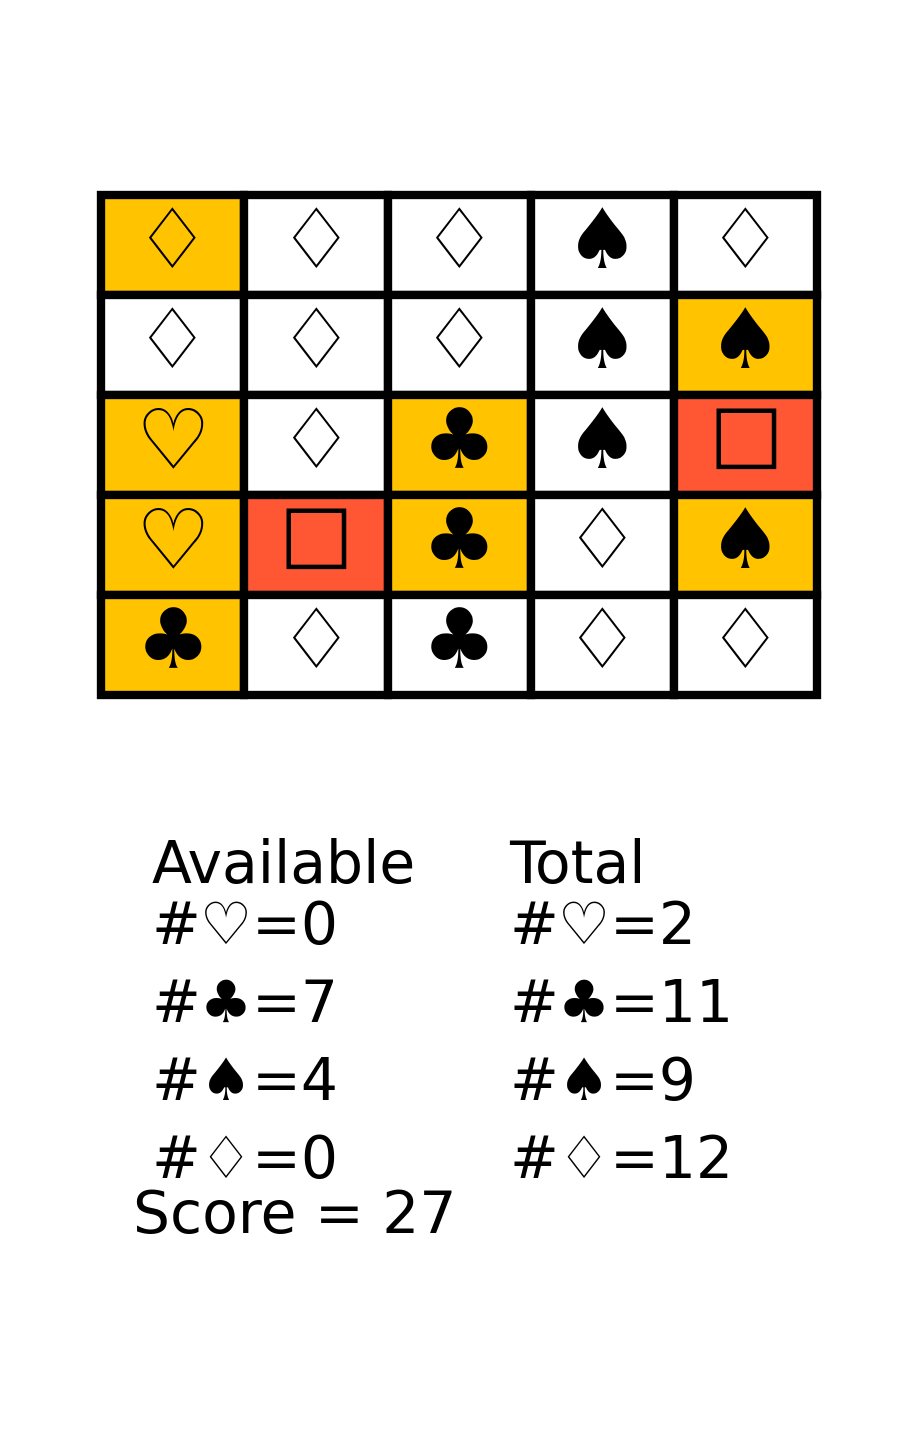 ♢ ♢ ♢ ♠ ♢
♢ ♢ ♢ ♠ ♠
♡ ♢ ♣ ♠ □
♡ □ ♣ ♢ ♠
♣ ♢ ♣ ♢ ♢
Available Total
#♡=0 #♡=2
#♣=7 #♣=11
#♠=4 #♠=9
#♢=0 #♢=12
Score = 27